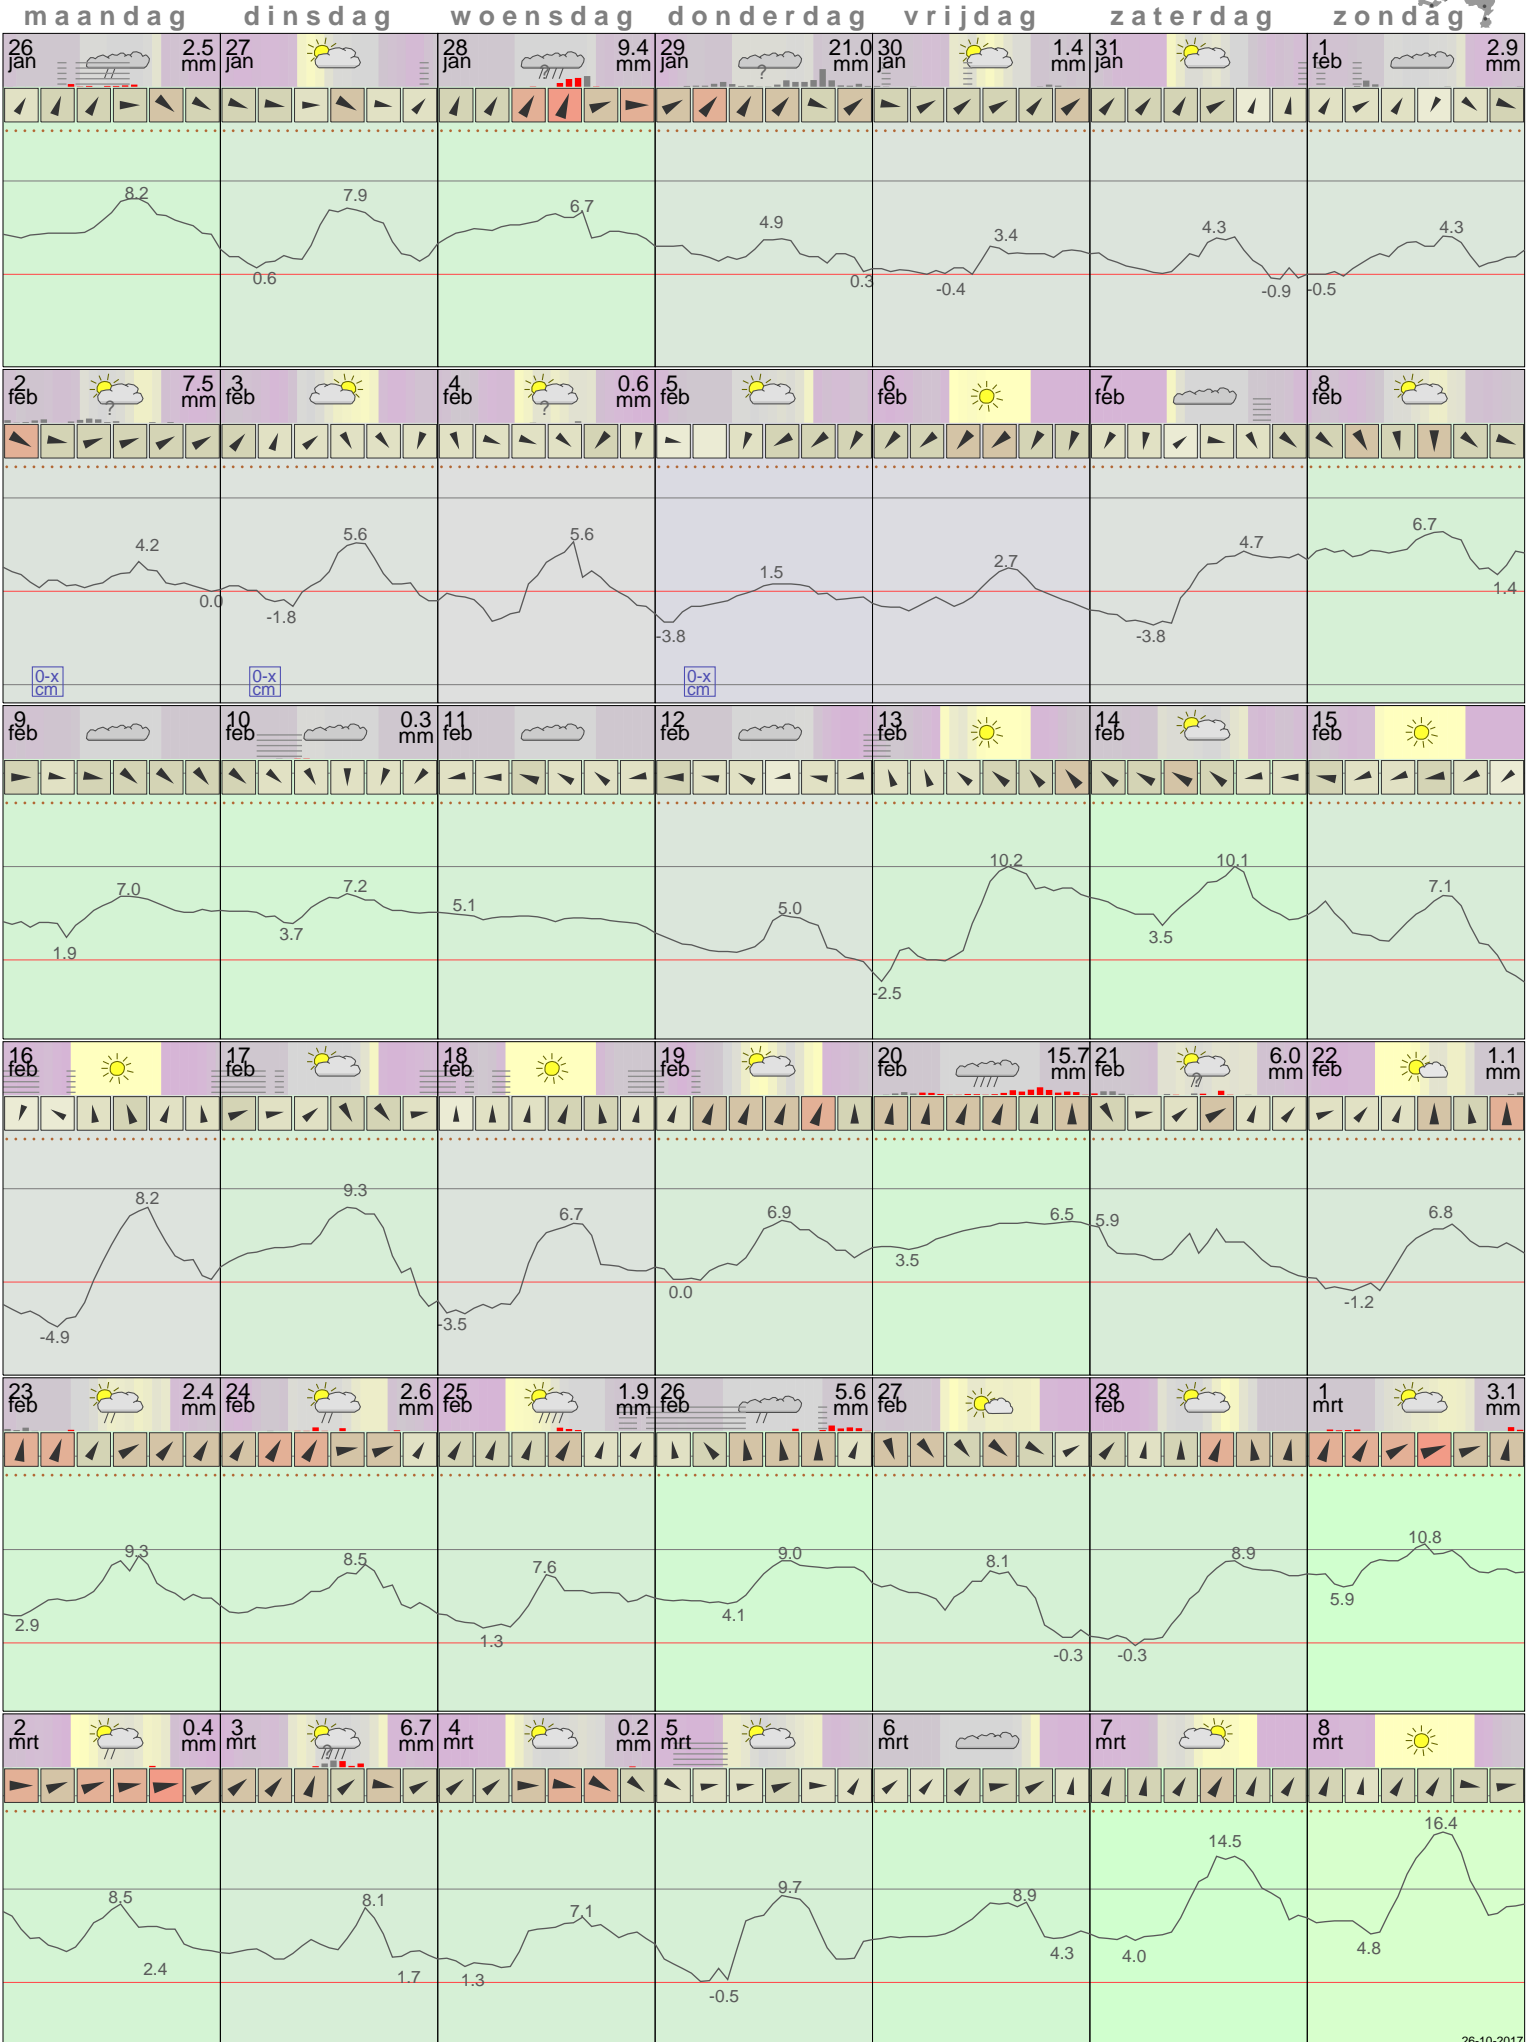 maandag dinsdag woensdag donderdag vrijdag zaterdag zondag
26 jan 2.5 mm 27 jan 28 jan 9.4 mm 29 jan 21.0 mm 30 jan 1.4 mm 31 jan 1 feb 2.9 mm
? ?
8.2 7.9 6.7 4.9 3.4 4.3 4.3
0.6 0.3 -0.4 -0.9 -0.5
2 feb 7.5 mm 3 feb 4 feb 0.6 mm 5 feb 6 feb 7 feb 8 feb
? ?
4.2 5.6 5.6 1.5 2.7 4.7 6.7
0.0 -1.8 -3.8 -3.8 1.4
0-x cm 0-x cm 0-x cm
9 feb 10 feb 0.3 mm 11 feb 12 feb 13 feb 14 feb 15 feb
7.0 7.2 5.1 5.0 10.2 10.1 7.1
1.9 3.7 -2.5 3.5
16 feb 17 feb 18 feb 19 feb 20 feb 15.7 mm 21 feb 6.0 mm 22 feb 1.1 mm
?
8.2 9.3 6.7 6.9 6.5 5.9 6.8
-4.9 -3.5 0.0 3.5 -1.2
23 feb 2.4 mm 24 feb 2.6 mm 25 feb 1.9 mm 26 feb 5.6 mm 27 feb 28 feb 1 mrt 3.1 mm
9.3 8.5 7.6 9.0 8.1 8.9 10.8
2.9 1.3 4.1 -0.3 -0.3 5.9
2 mrt 0.4 mm 3 mrt 6.7 mm 4 mrt 0.2 mm 5 mrt 6 mrt 7 mrt 8 mrt
?
8.5 8.1 7.1 9.7 8.9 14.5 16.4
2.4 1.7 1.3 -0.5 4.3 4.0 4.8
26-10-2017